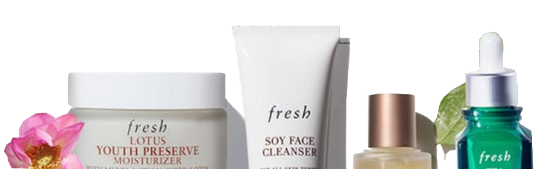 fresh
LOTUS
YOUTH PRESERVE
MOISTURIZER
fresh
SOY FACE
CLEANSER
fresh